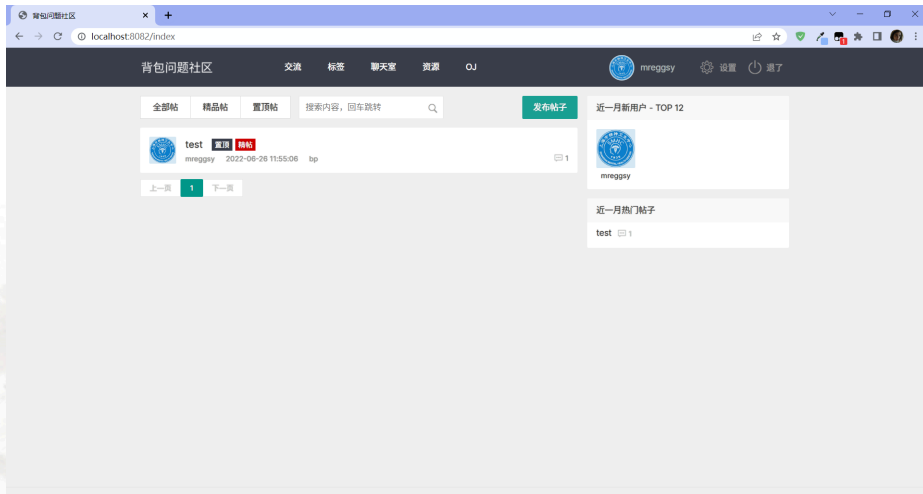 背包问题社区
localhost:8082/index
背包问题社区 交流 标签 聊天室 资源 OJ mreggsy 设置 退了
全部帖 精品帖 置顶帖 搜索内容，回车跳转 发布帖子
test 置顶 精帖
mreggsy 2022-06-26 11:55:06 bp 1
上一页 1 下一页
近一月新用户 - TOP 12
mreggsy
近一月热门帖子
test 1